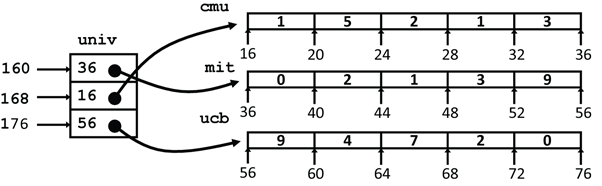 cmu
1 5 2 1 3
16 20 24 28 32 36
univ
160 36
168 16
176 56
mit
0 2 1 3 9
36 40 44 48 52 56
ucb
9 4 7 2 0
56 60 64 68 72 76